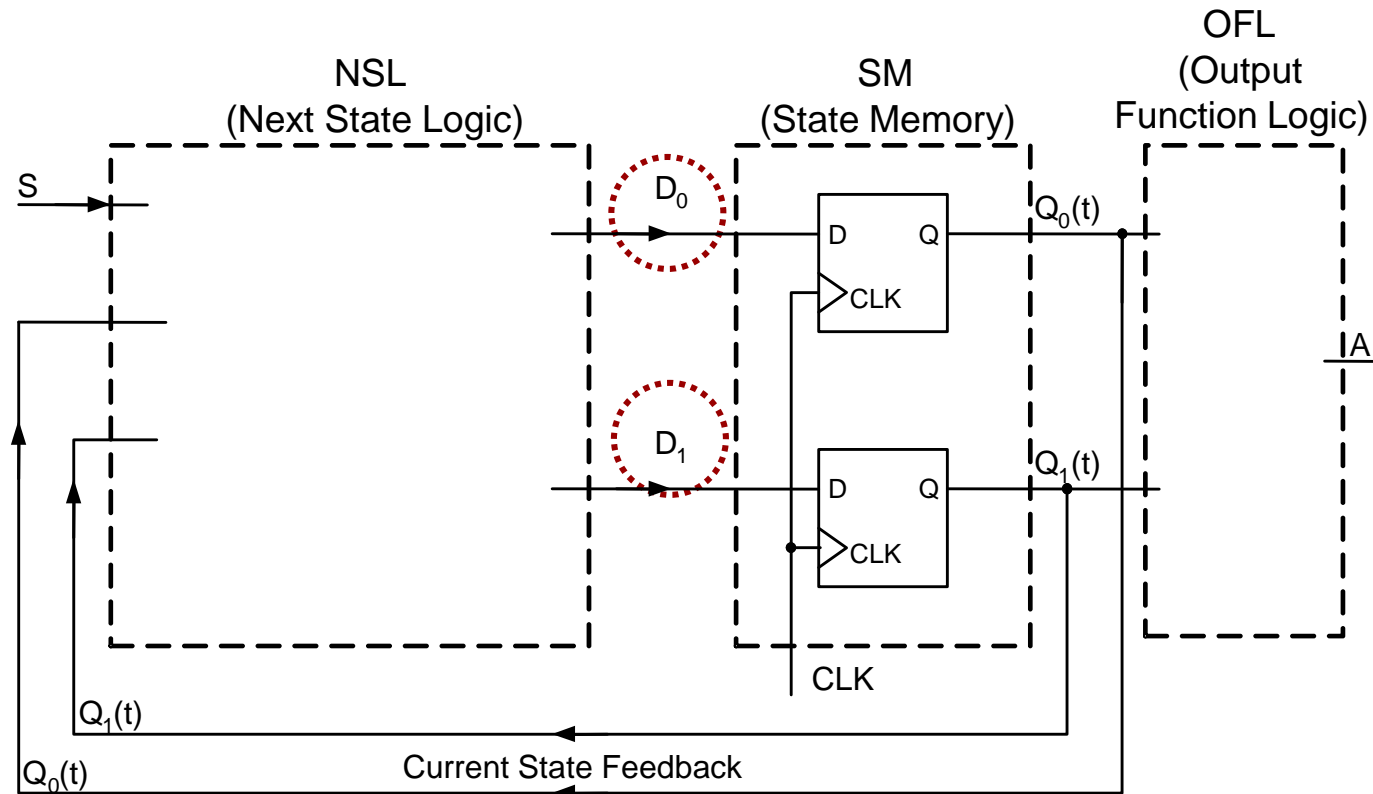 OFL
(Output
Function Logic)
NSL
(Next State Logic)
SM
(State Memory)
S
D₀
D Q
CLK
Q₀(t)
A
D₁
D Q
CLK
Q₁(t)
CLK
Q₁(t)
Current State Feedback
Q₀(t)